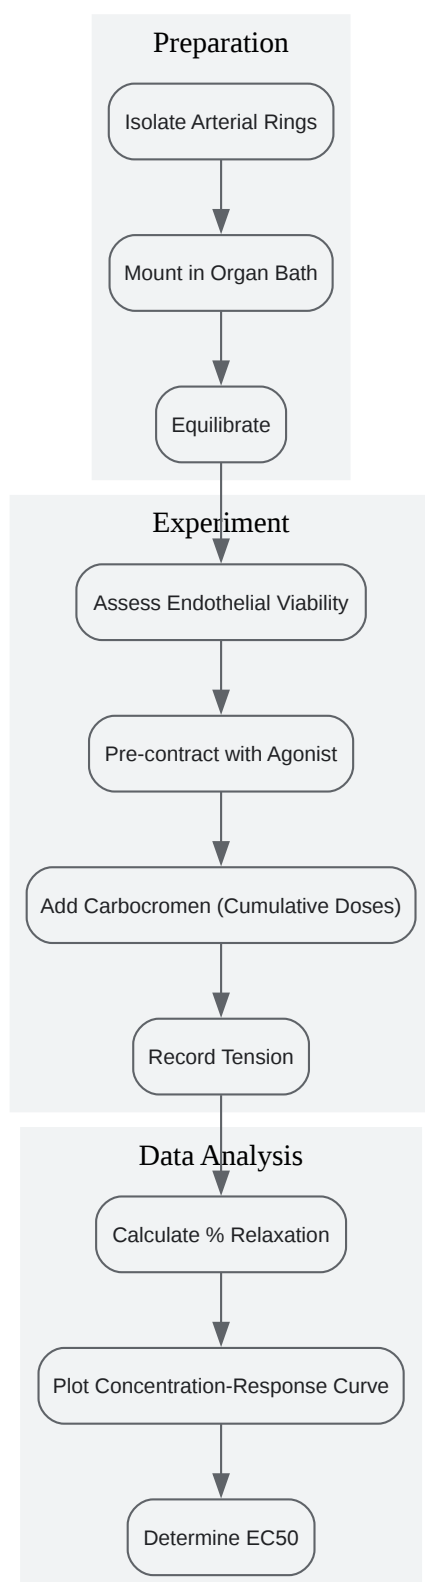 Preparation
Isolate Arterial Rings
Mount in Organ Bath
Equilibrate
Experiment
Assess Endothelial Viability
Pre-contract with Agonist
Add Carbocromen (Cumulative Doses)
Record Tension
Data Analysis
Calculate % Relaxation
Plot Concentration-Response Curve
Determine EC50